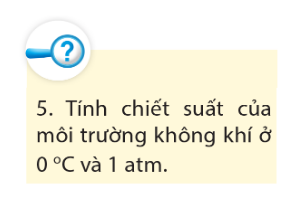 ?
5. Tính chiết suất của
môi trường không khí ở
0 °C và 1 atm.